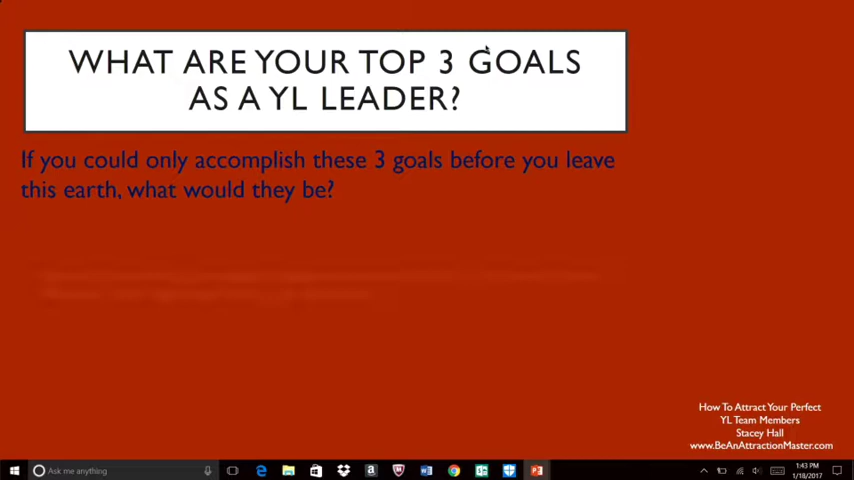 WHAT ARE YOUR TOP 3 GOALS
AS A YL LEADER?
If you could only accomplish these 3 goals before you leave
this earth, what would they be?
How To Attract Your Perfect
YL Team Members
Stacey Hall
www.BeAnAttractionMaster.com
Ask me anything
1:43 PM
1/18/2017